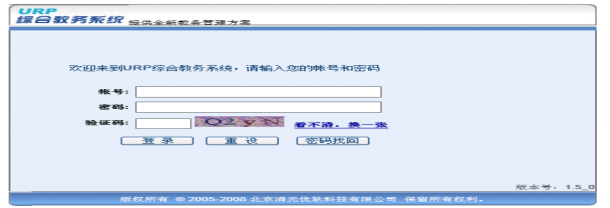 URP
综合教务系统 提供全新教务管理方案
欢迎来到URP综合教务系统，请输入您的帐号和密码
帐号:
密码:
验证码: O2yN 看不清，换一张
登 录 重 设 密码找回
版本号: 1.5_0
版权所有 @ 2005-2008 北京清元优软科技有限公司 保留所有权利。